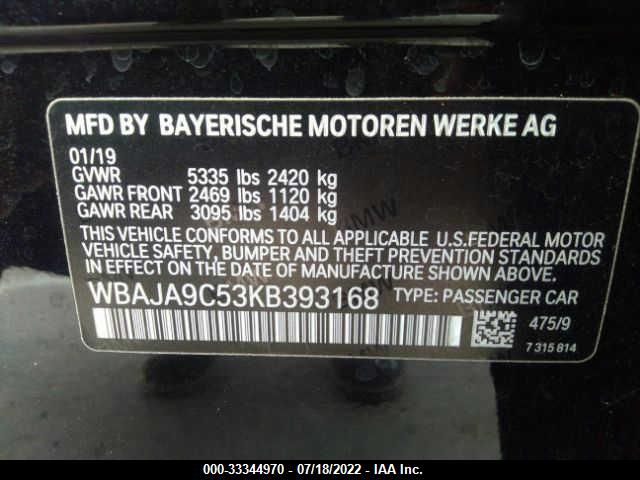 MFD BY BAYERISCHE MOTOREN WERKE AG
01/19
GVWR 5335 lbs 2420 kg
GAWR FRONT 2469 lbs 1120 kg
GAWR REAR 3095 lbs 1404 kg
THIS VEHICLE CONFORMS TO ALL APPLICABLE U.S.FEDERAL MOTOR
VEHICLE SAFETY, BUMPER AND THEFT PREVENTION STANDARDS
IN EFFECT ON THE DATE OF MANUFACTURE SHOWN ABOVE.
WBAJA9C53KB393168 TYPE: PASSENGER CAR
475/9
7 315 814
000-33344970 - 07/18/2022 - IAA Inc.